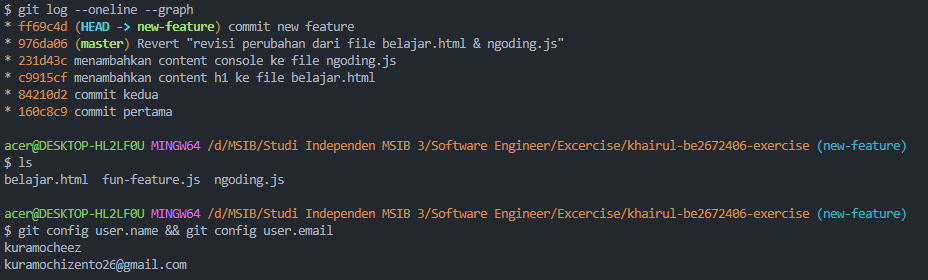 $ git log --oneline --graph
* ff69c4d (HEAD -> new-feature) commit new feature
* 976da06 (master) Revert "revisi perubahan dari file belajar.html & ngoding.js"
* 231d43c menambahkan content console ke file ngoding.js
* c9915cf menambahkan content h1 ke file belajar.html
* 84210d2 commit kedua
* 160c8c9 commit pertama
acer@DESKTOP-HL2LF0U MINGW64 /d/MSIB/Studi Independen MSIB 3/Software Engineer/Excercise/khairul-be2672406-exercise (new-feature)
$ ls
belajar.html  fun-feature.js  ngoding.js
acer@DESKTOP-HL2LF0U MINGW64 /d/MSIB/Studi Independen MSIB 3/Software Engineer/Excercise/khairul-be2672406-exercise (new-feature)
$ git config user.name && git config user.email
kuramocheez
kuramochizento26@gmail.com